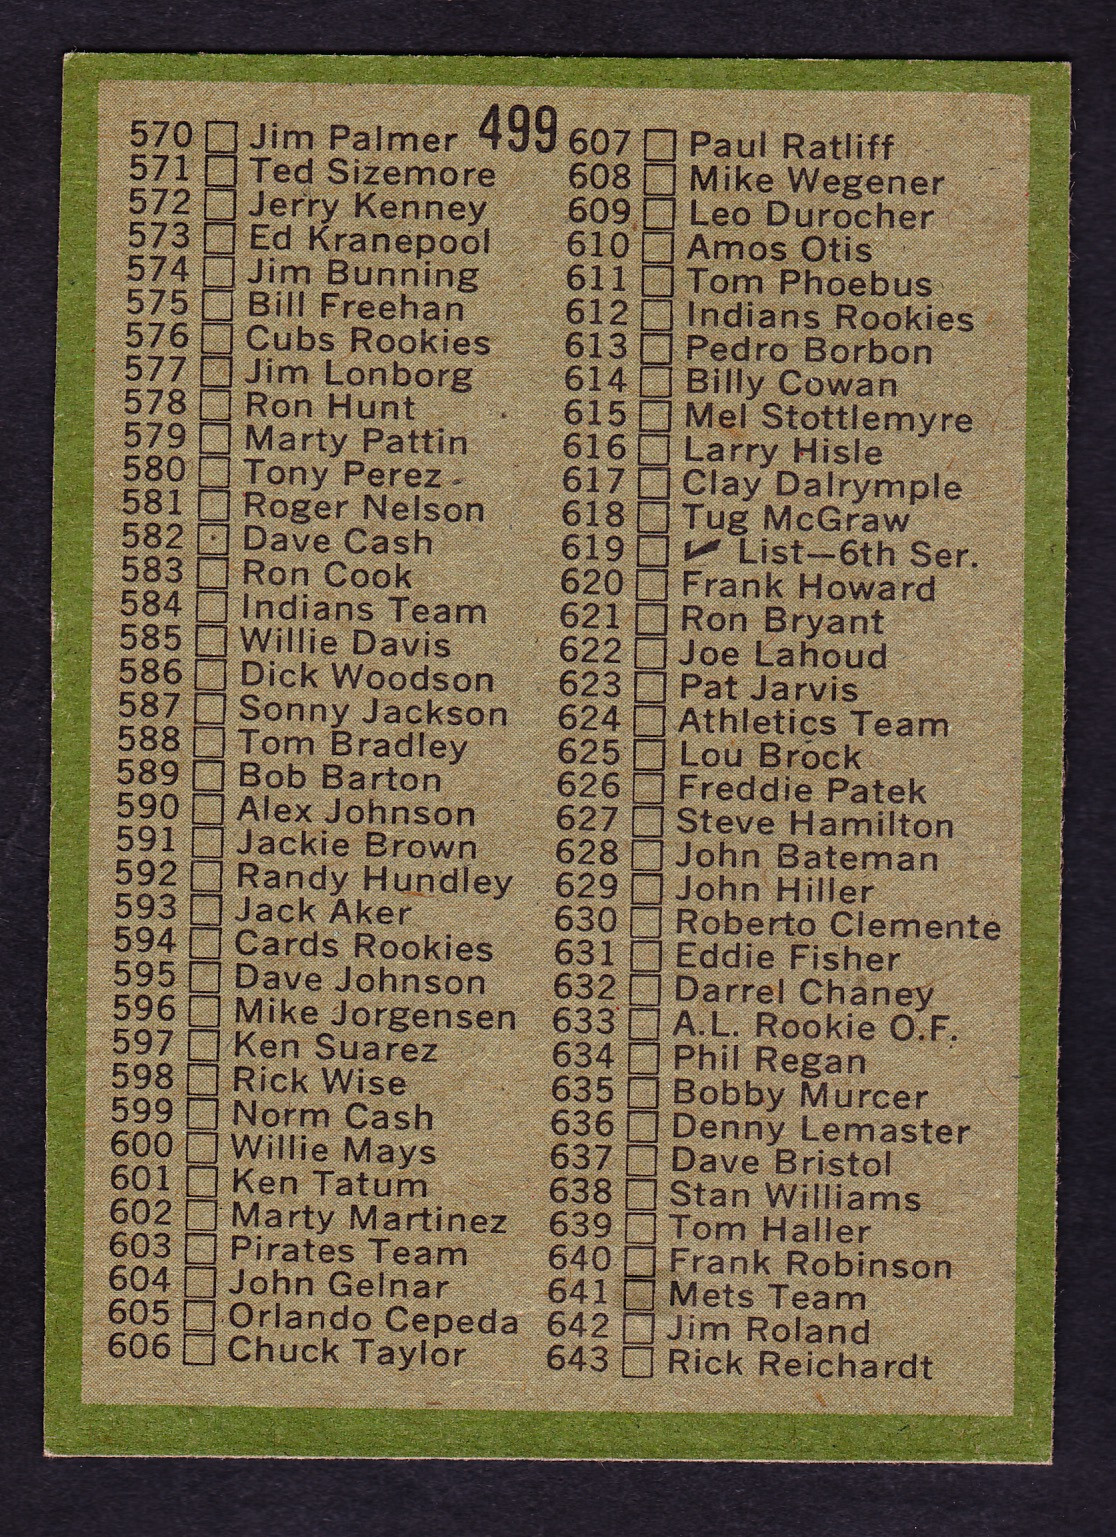 499
570 Jim Palmer
571 Ted Sizemore
572 Jerry Kenney
573 Ed Kranepool
574 Jim Bunning
575 Bill Freehan
576 Cubs Rookies
577 Jim Lonborg
578 Ron Hunt
579 Marty Pattin
580 Tony Perez
581 Roger Nelson
582 Dave Cash
583 Ron Cook
584 Indians Team
585 Willie Davis
586 Dick Woodson
587 Sonny Jackson
588 Tom Bradley
589 Bob Barton
590 Alex Johnson
591 Jackie Brown
592 Randy Hundley
593 Jack Aker
594 Cards Rookies
595 Dave Johnson
596 Mike Jorgensen
597 Ken Suarez
598 Rick Wise
599 Norm Cash
600 Willie Mays
601 Ken Tatum
602 Marty Martinez
603 Pirates Team
604 John Gelnar
605 Orlando Cepeda
606 Chuck Taylor
607 Paul Ratliff
608 Mike Wegener
609 Leo Durocher
610 Amos Otis
611 Tom Phoebus
612 Indians Rookies
613 Pedro Borbon
614 Billy Cowan
615 Mel Stottlemyre
616 Larry Hisle
617 Clay Dalrymple
618 Tug McGraw
619 ✓ List—6th Ser.
620 Frank Howard
621 Ron Bryant
622 Joe Lahoud
623 Pat Jarvis
624 Athletics Team
625 Lou Brock
626 Freddie Patek
627 Steve Hamilton
628 John Bateman
629 John Hiller
630 Roberto Clemente
631 Eddie Fisher
632 Darrel Chaney
633 A.L. Rookie O.F.
634 Phil Regan
635 Bobby Murcer
636 Denny Lemaster
637 Dave Bristol
638 Stan Williams
639 Tom Haller
640 Frank Robinson
641 Mets Team
642 Jim Roland
643 Rick Reichardt